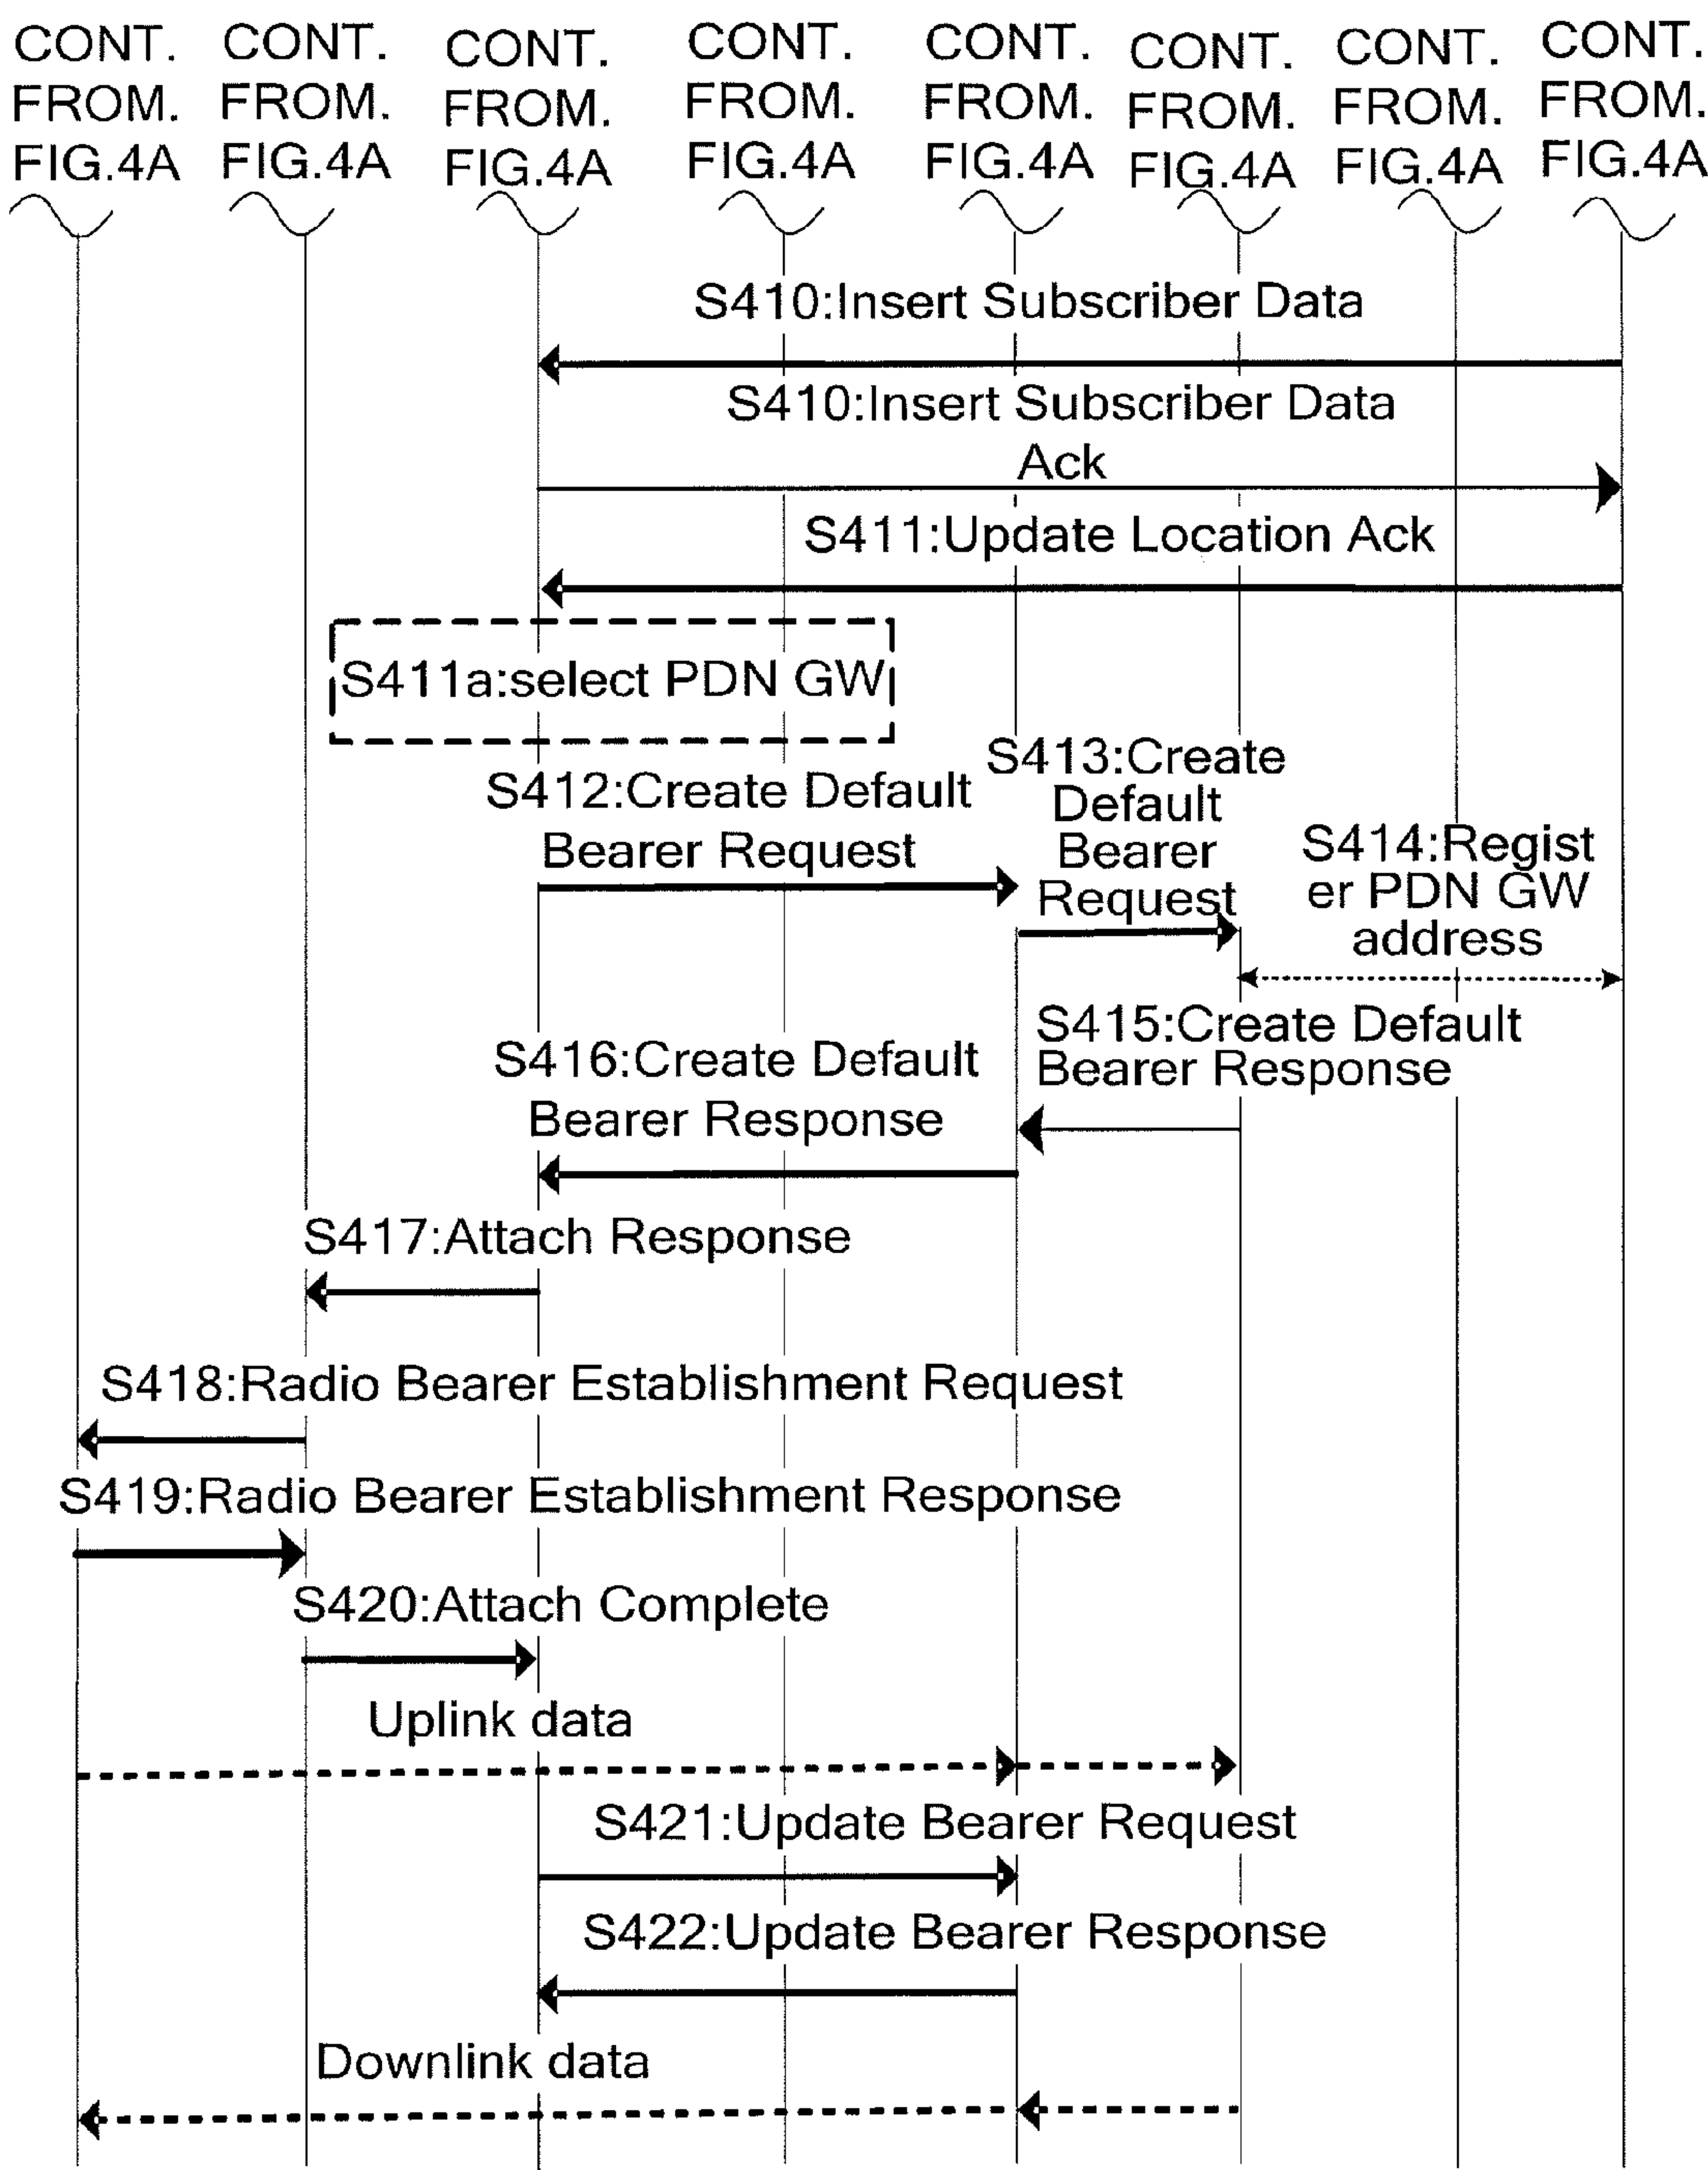 CONT. CONT. CONT. CONT. CONT. CONT. CONT. CONT.
FROM. FROM. FROM. FROM. FROM. FROM. FROM. FROM.
FIG.4A FIG.4A FIG.4A FIG.4A FIG.4A FIG.4A FIG.4A FIG.4A
S410:Insert Subscriber Data
S410:Insert Subscriber Data
Ack
S411:Update Location Ack
S411a:select PDN GW
S412:Create Default
Bearer Request
S413:Create
Default
Bearer
Request
S414:Regist
er PDN GW
address
S415:Create Default
Bearer Response
S416:Create Default
Bearer Response
S417:Attach Response
S418:Radio Bearer Establishment Request
S419:Radio Bearer Establishment Response
S420:Attach Complete
Uplink data
S421:Update Bearer Request
S422:Update Bearer Response
Downlink data